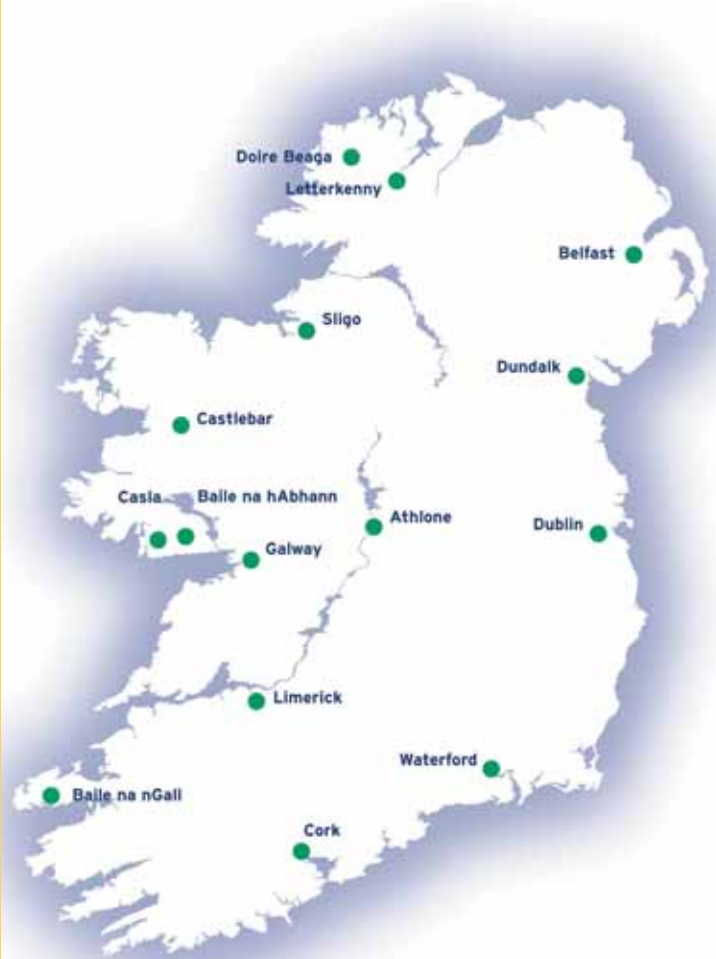 Doire Beaga
Letterkenny
Belfast
Sligo
Dundalk
Castlebar
Casla
Baile na hAbhann
Athlone
Dublin
Galway
Limerick
Waterford
Baile na nGall
Cork